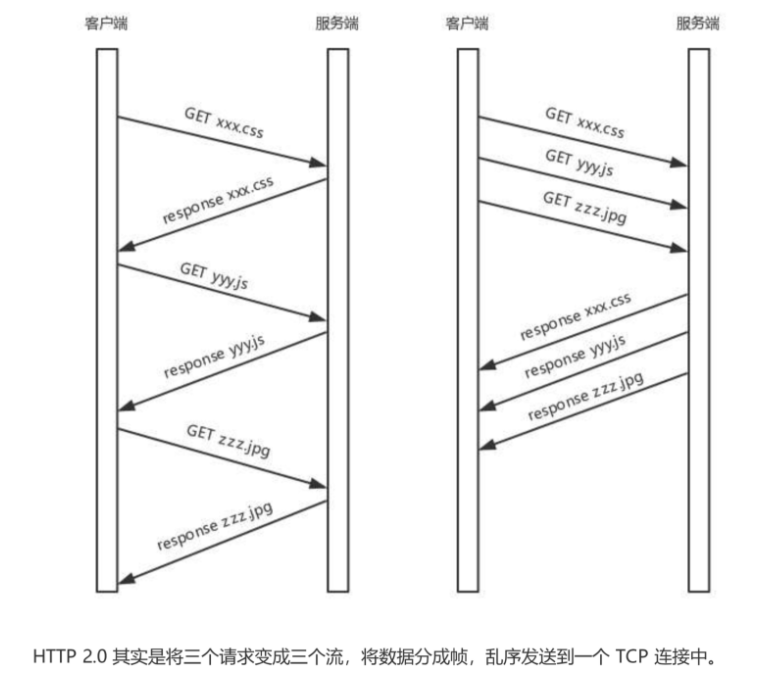 客户端 服务端 客户端 服务端
GET xxx.css
response xxx.css
GET yyy.js
response yyy.js
GET zzz.jpg
response zzz.jpg
GET xxx.css
GET yyy.js
GET zzz.jpg
response xxx.css
response yyy.js
response zzz.jpg
HTTP 2.0 其实是将三个请求变成三个流，将数据分成帧，乱序发送到一个 TCP 连接中。